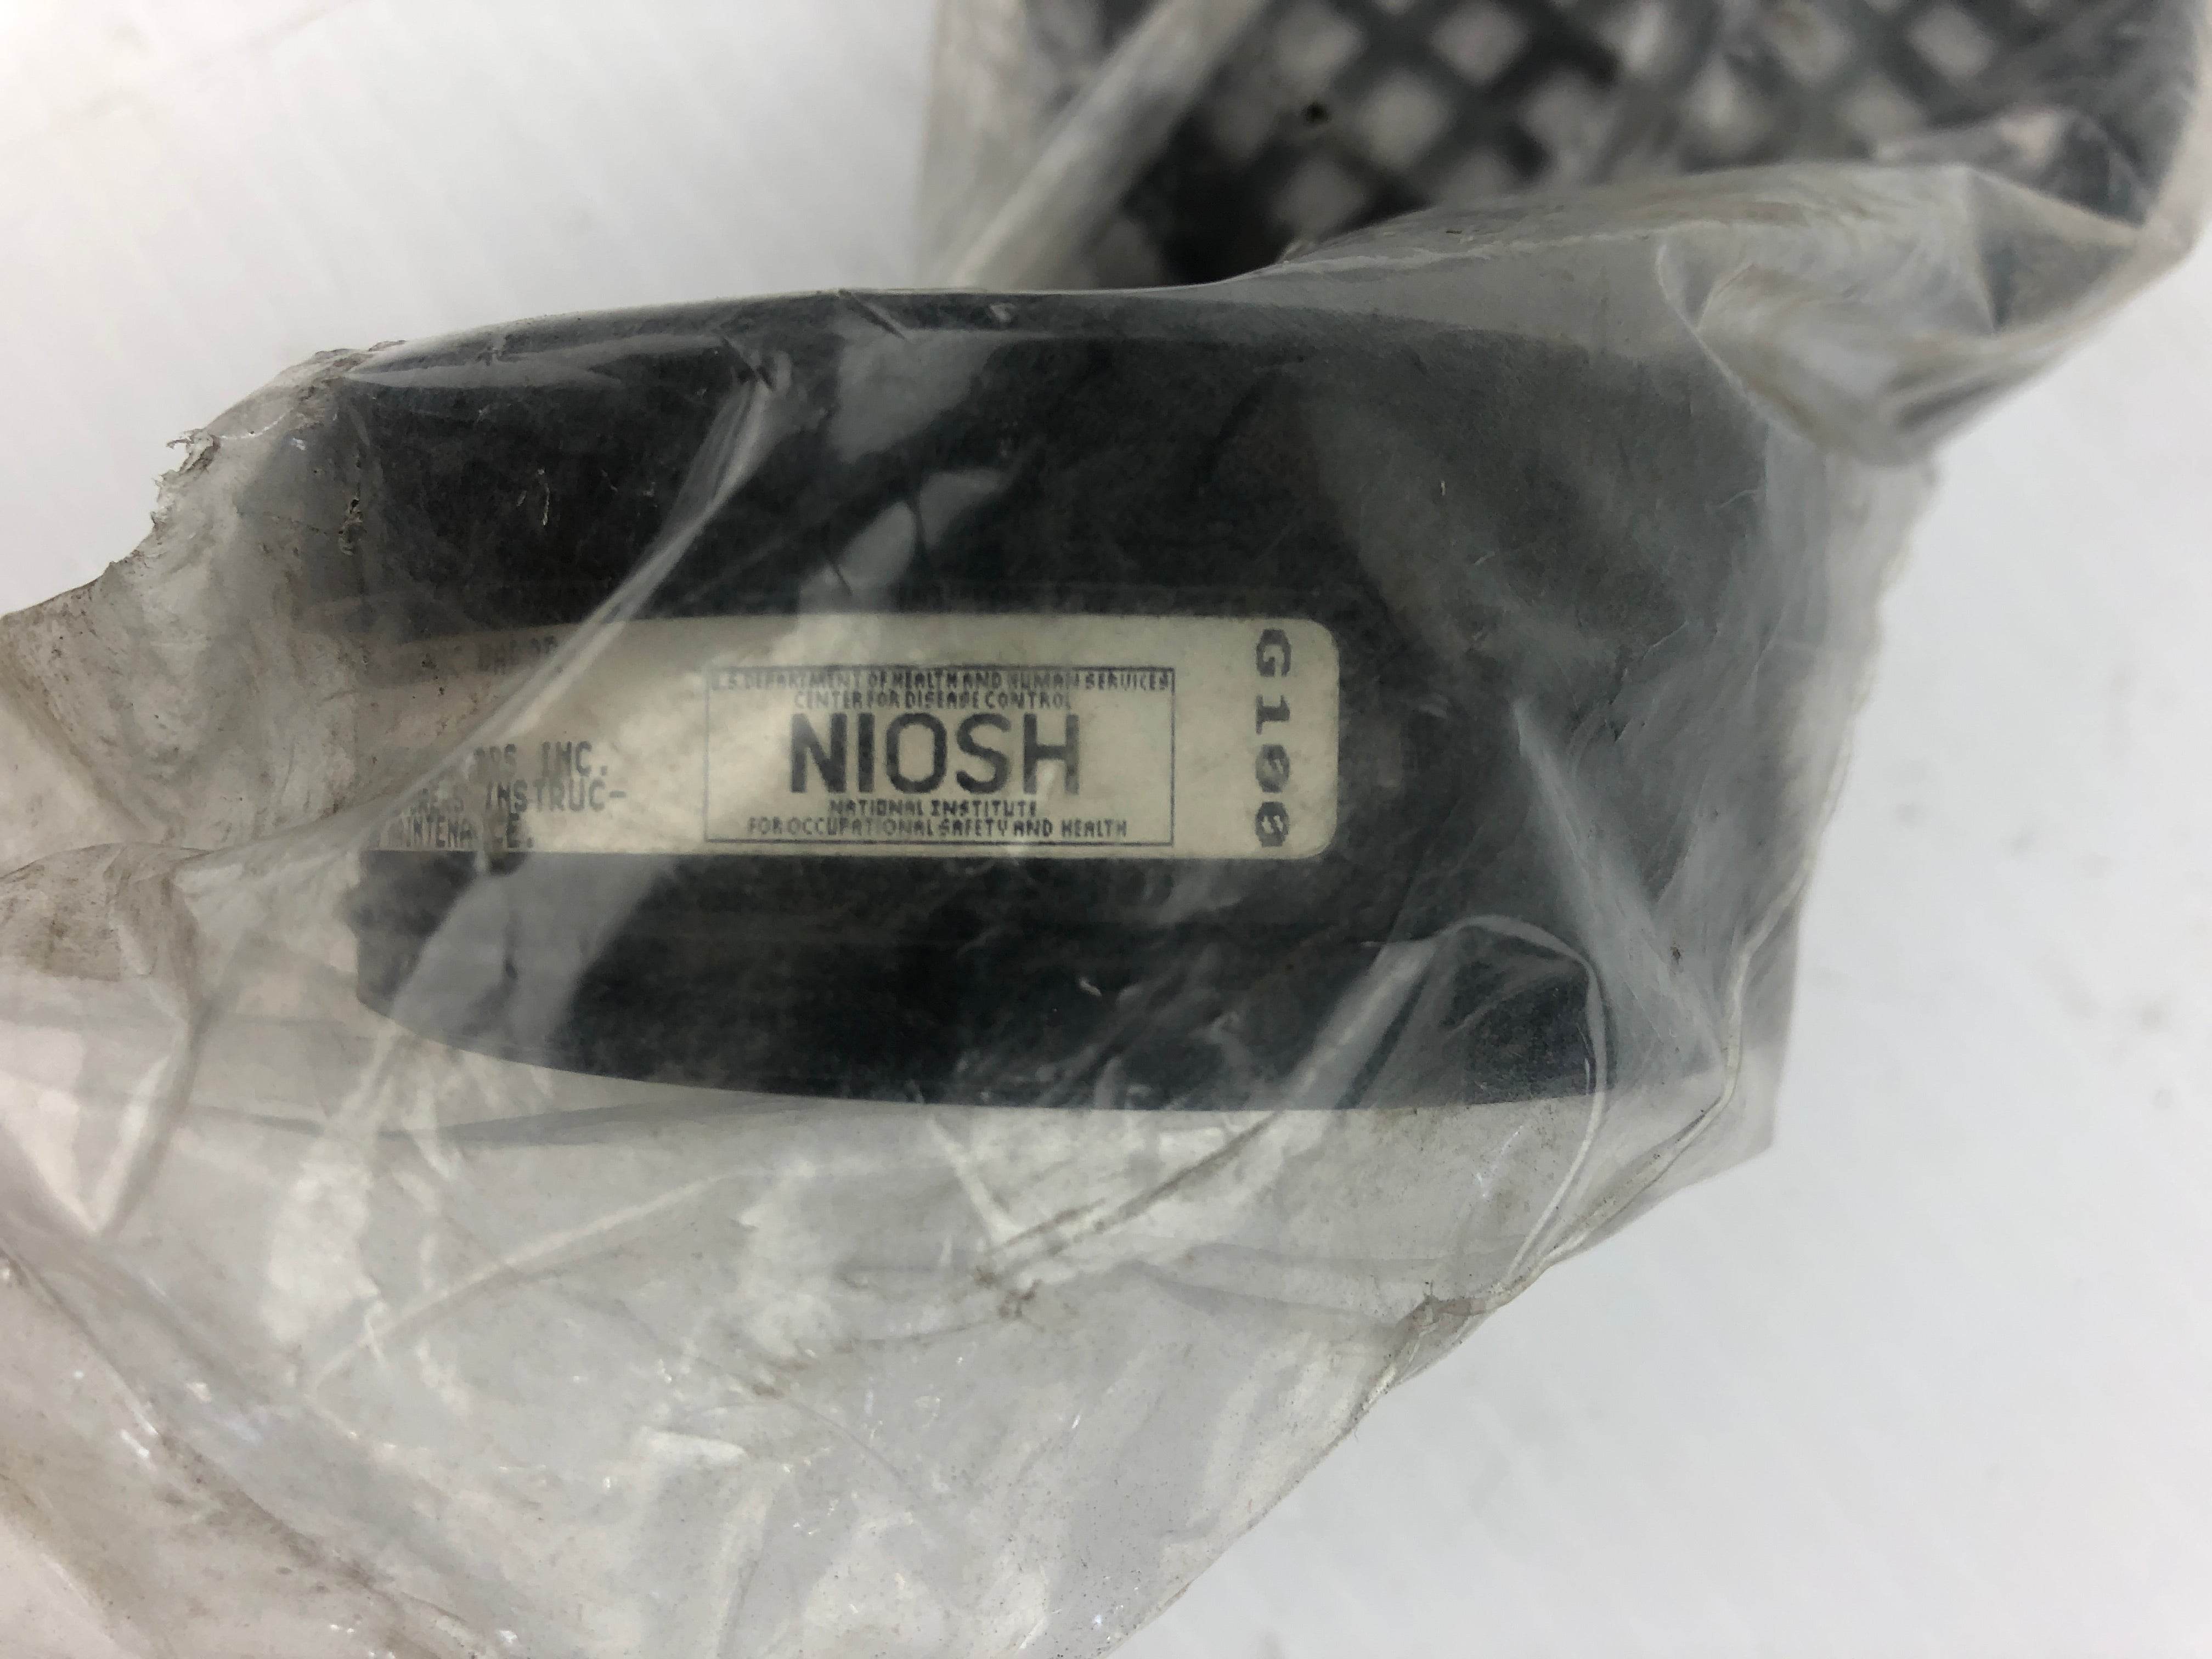 INC.
INSTRUC-
U.S. DEPARTMENT OF HEALTH AND HUMAN SERVICES
CENTER FOR DISEASE CONTROL
NIOSH
NATIONAL INSTITUTE
FOR OCCUPATIONAL SAFETY AND HEALTH
G100